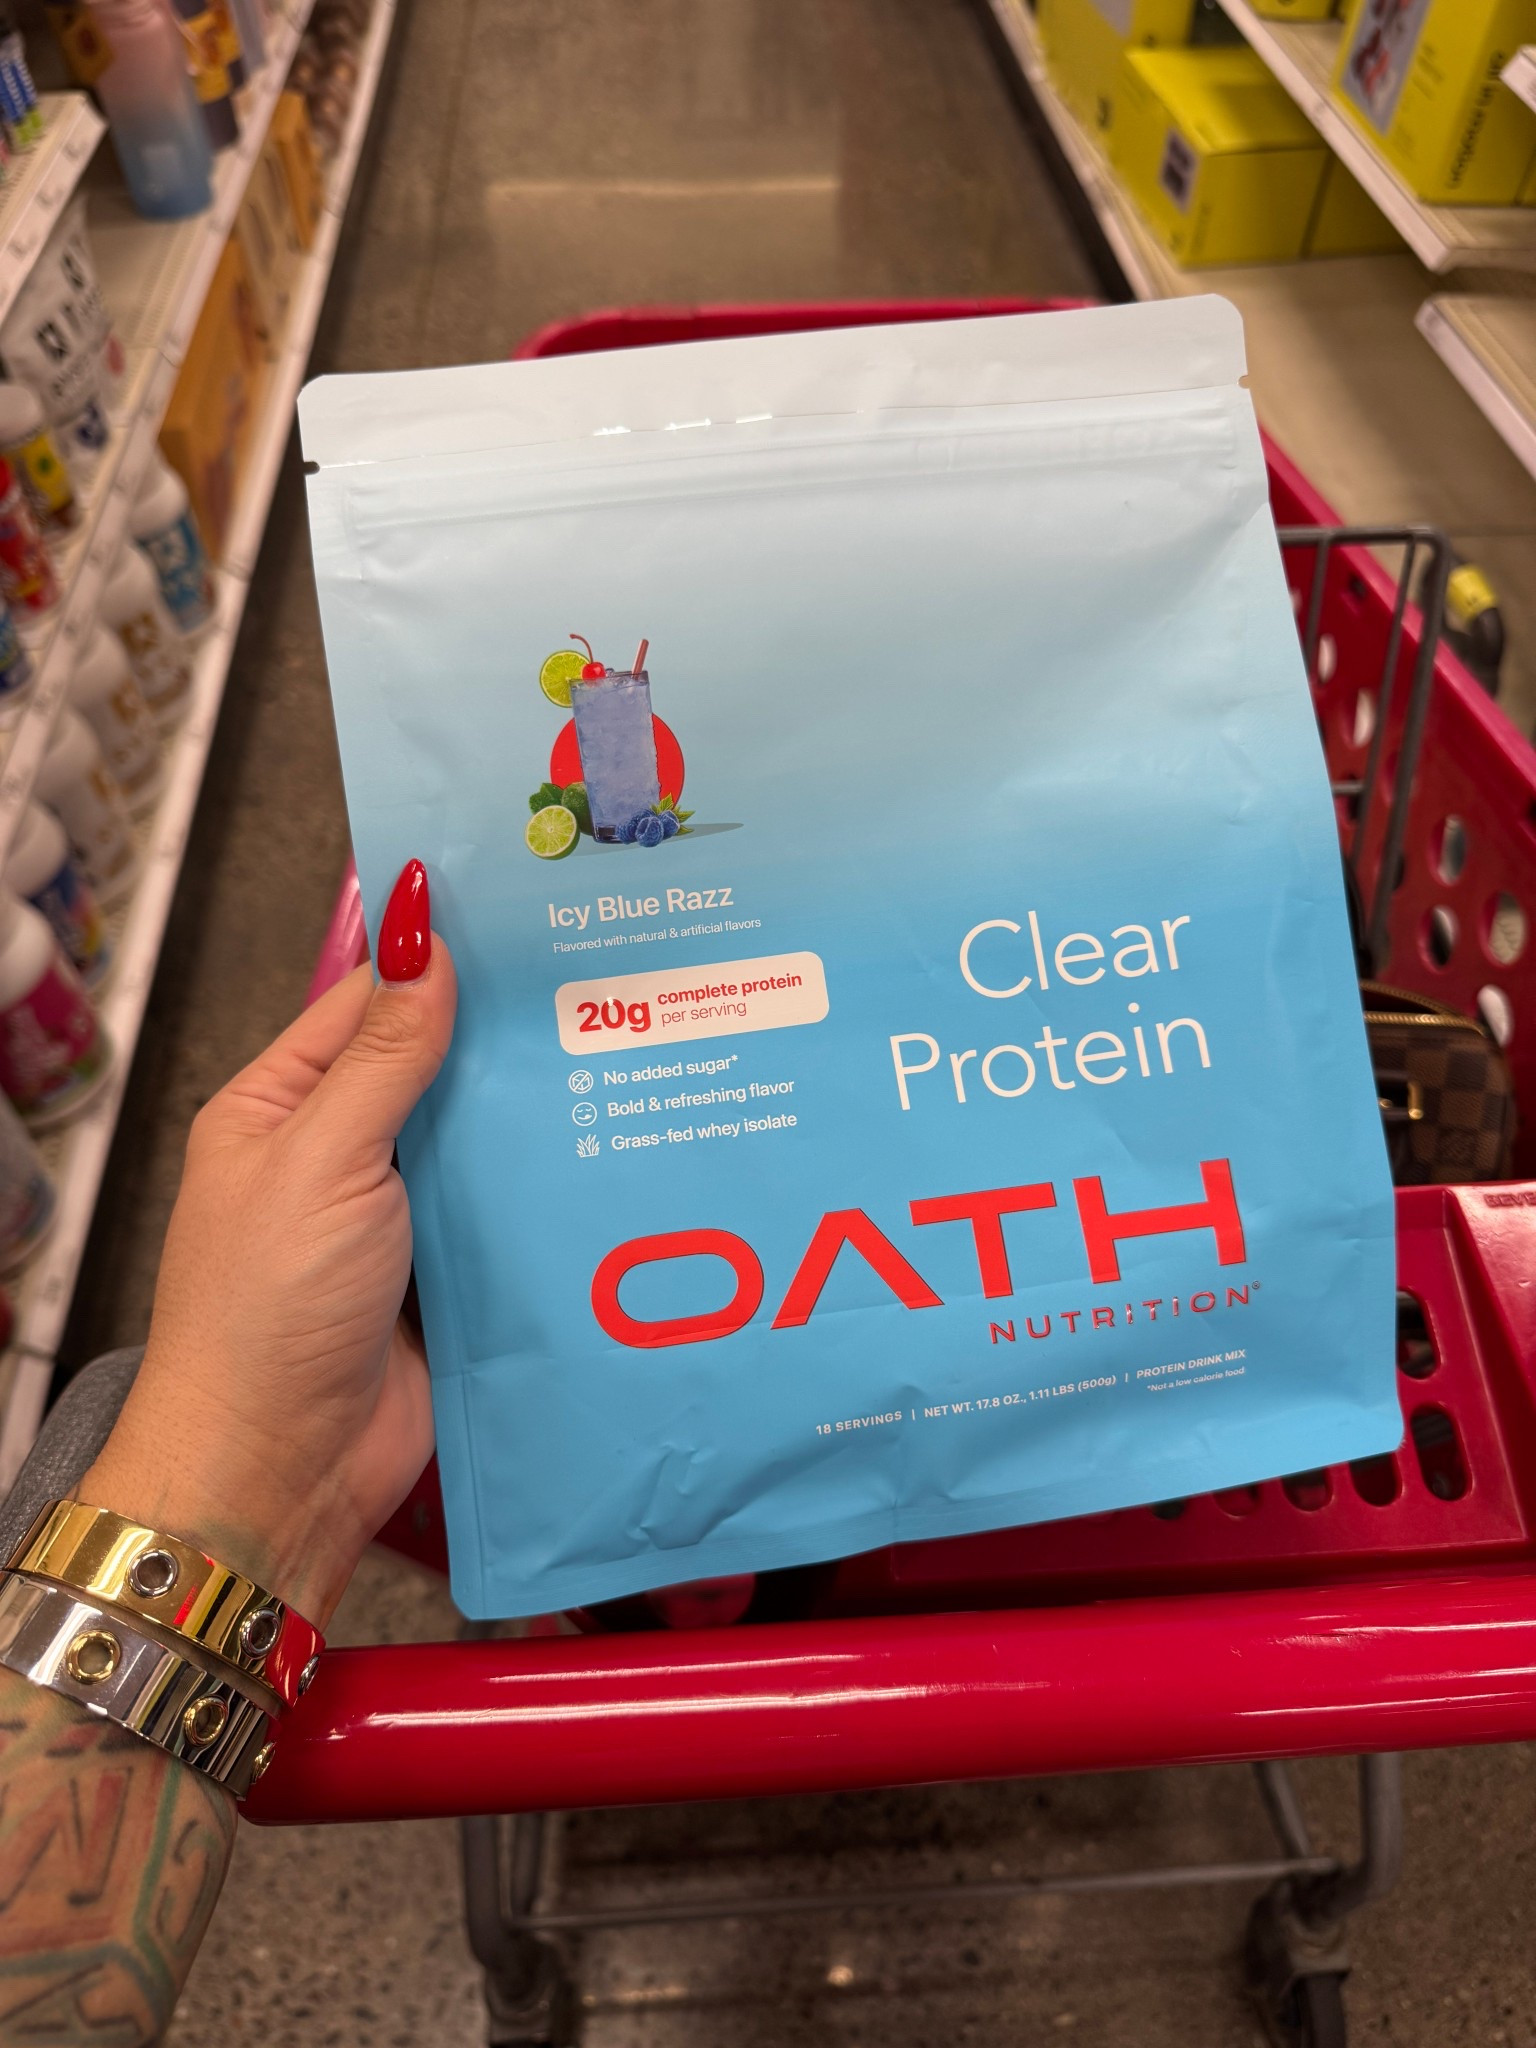 Icy Blue Razz
Flavored with natural & artificial flavors
20g complete protein
per serving
No added sugar*
Bold & refreshing flavor
Grass-fed whey isolate
Clear
Protein
OATH
NUTRITION®
18 SERVINGS | NET WT. 17.8 OZ., 1.11 LBS (500g) | PROTEIN DRINK MIX
*Not a low calorie food